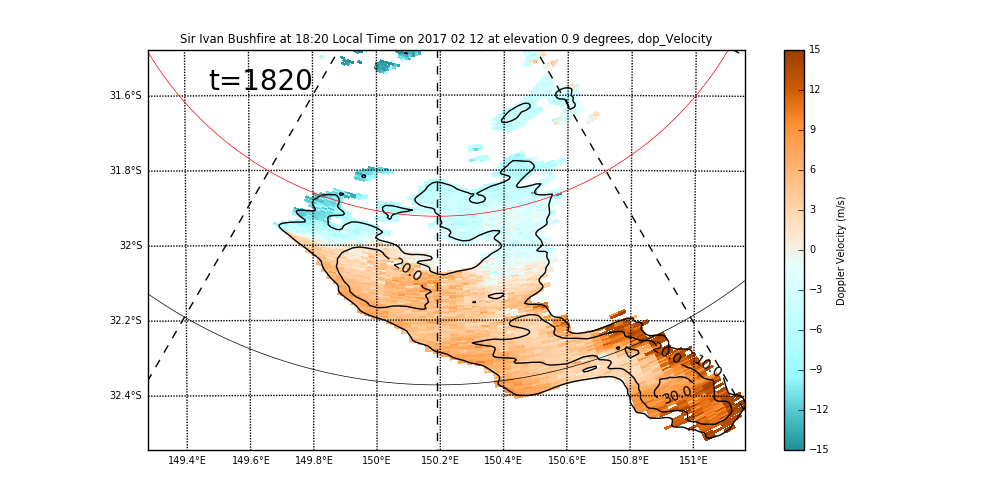 Sir Ivan Bushfire at 18:20 Local Time on 2017 02 12 at elevation 0.9 degrees, dop_Velocity
t=1820
31.6°S
31.8°S
32°S
32.2°S
32.4°S
149.4°E 149.6°E 149.8°E 150°E 150.2°E 150.4°E 150.6°E 150.8°E 151°E
20.0
20.0
10.0
30.0
15
12
9
6
3
0
−3
−6
−9
−12
−15
Doppler Velocity (m/s)